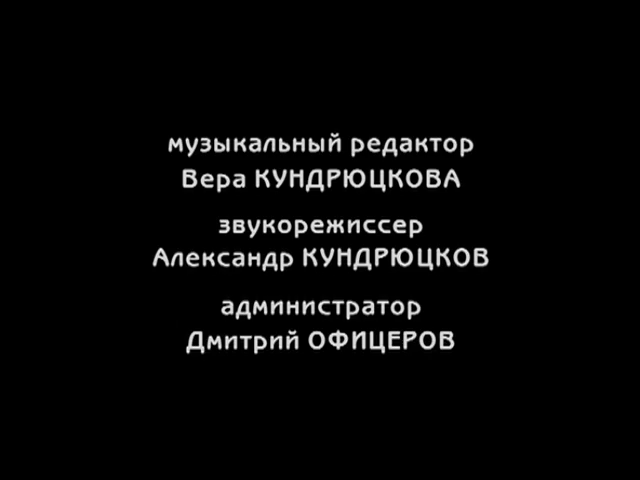 музыкальный редактор
Вера КУНДРЮЦКОВА
звукорежиссер
Александр КУНДРЮЦКОВ
администратор
Дмитрий ОФИЦЕРОВ